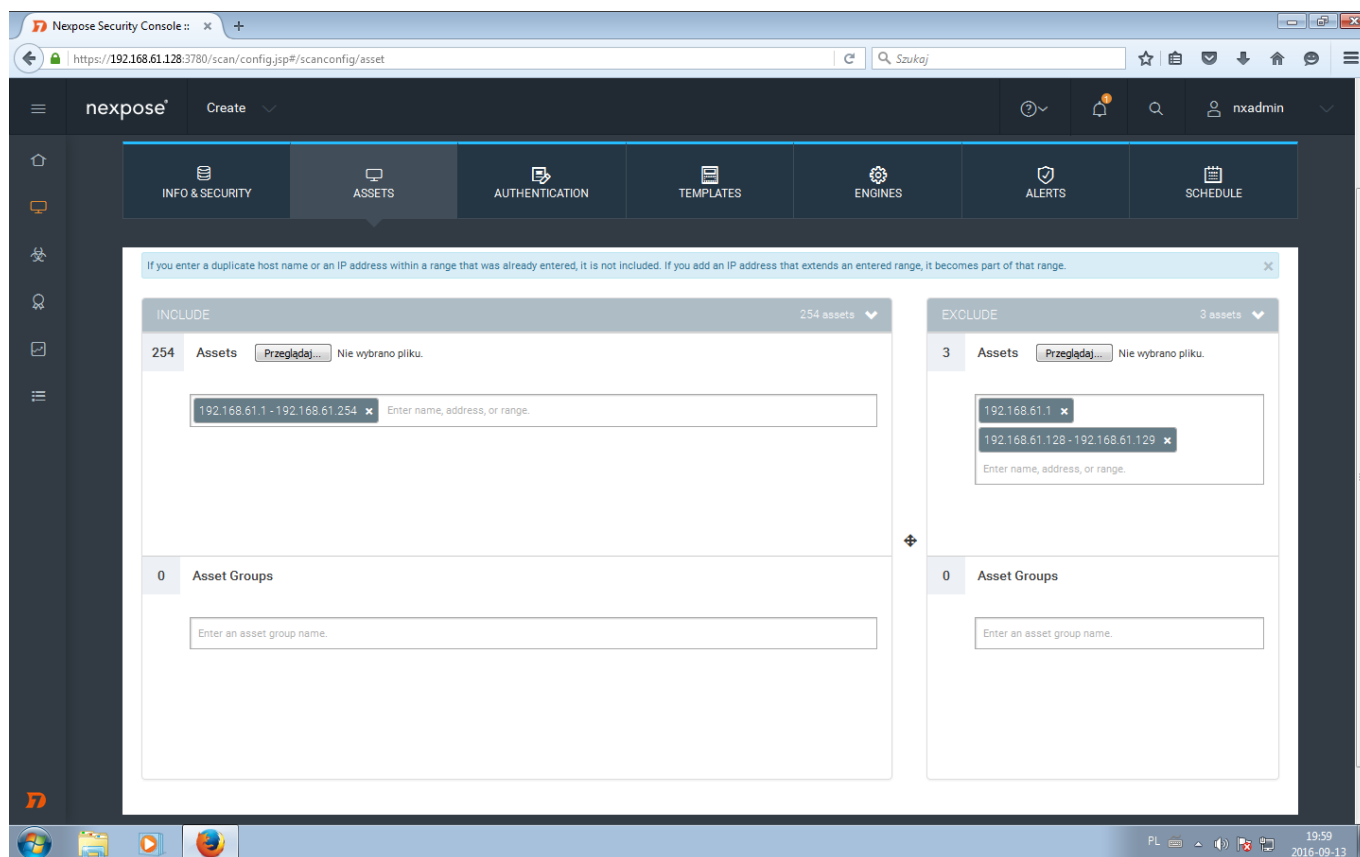 Nexpose Security Console ::
https://192.168.61.128:3780/scan/config.jsp#/scanconfig/asset
Szukaj
nexpose
Create
1
nxadmin
INFO & SECURITY
ASSETS
AUTHENTICATION
TEMPLATES
ENGINES
ALERTS
SCHEDULE
If you enter a duplicate host name or an IP address within a range that was already entered, it is not included. If you add an IP address that extends an entered range, it becomes part of that range.
INCLUDE 254 assets
254 Assets Przeglądaj... Nie wybrano pliku.
192.168.61.1 - 192.168.61.254 Enter name, address, or range.
0 Asset Groups
Enter an asset group name.
EXCLUDE 3 assets
3 Assets Przeglądaj... Nie wybrano pliku.
192.168.61.1
192.168.61.128 - 192.168.61.129
Enter name, address, or range.
0 Asset Groups
Enter an asset group name.
PL
19:59
2016-09-13